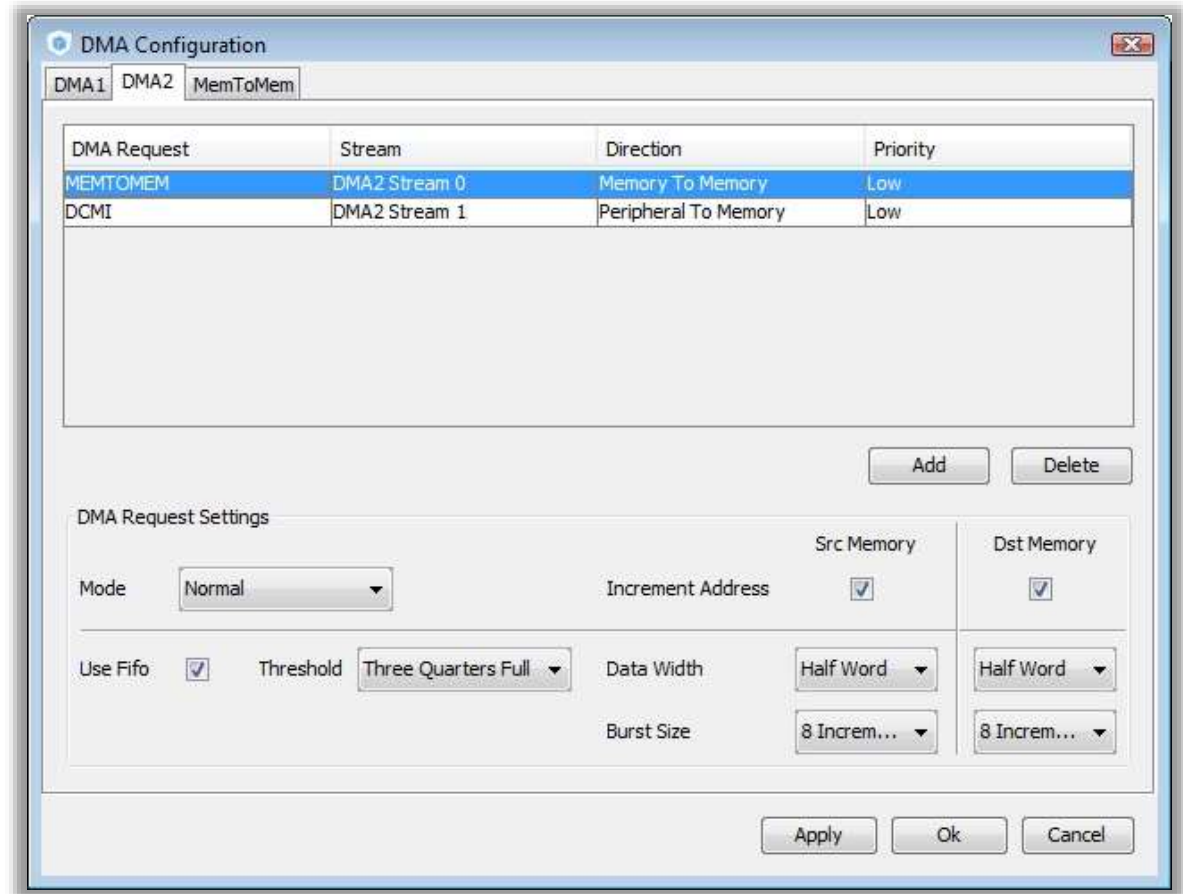 DMA Configuration
DMA1 DMA2 MemToMem
DMA Request Stream Direction Priority
MEMTOMEM DMA2 Stream 0 Memory To Memory Low
DCMI DMA2 Stream 1 Peripheral To Memory Low
Add Delete
DMA Request Settings
Src Memory Dst Memory
Mode Normal Increment Address
Use Fifo Threshold Three Quarters Full Data Width Half Word Half Word
Burst Size 8 Increm... 8 Increm...
Apply Ok Cancel